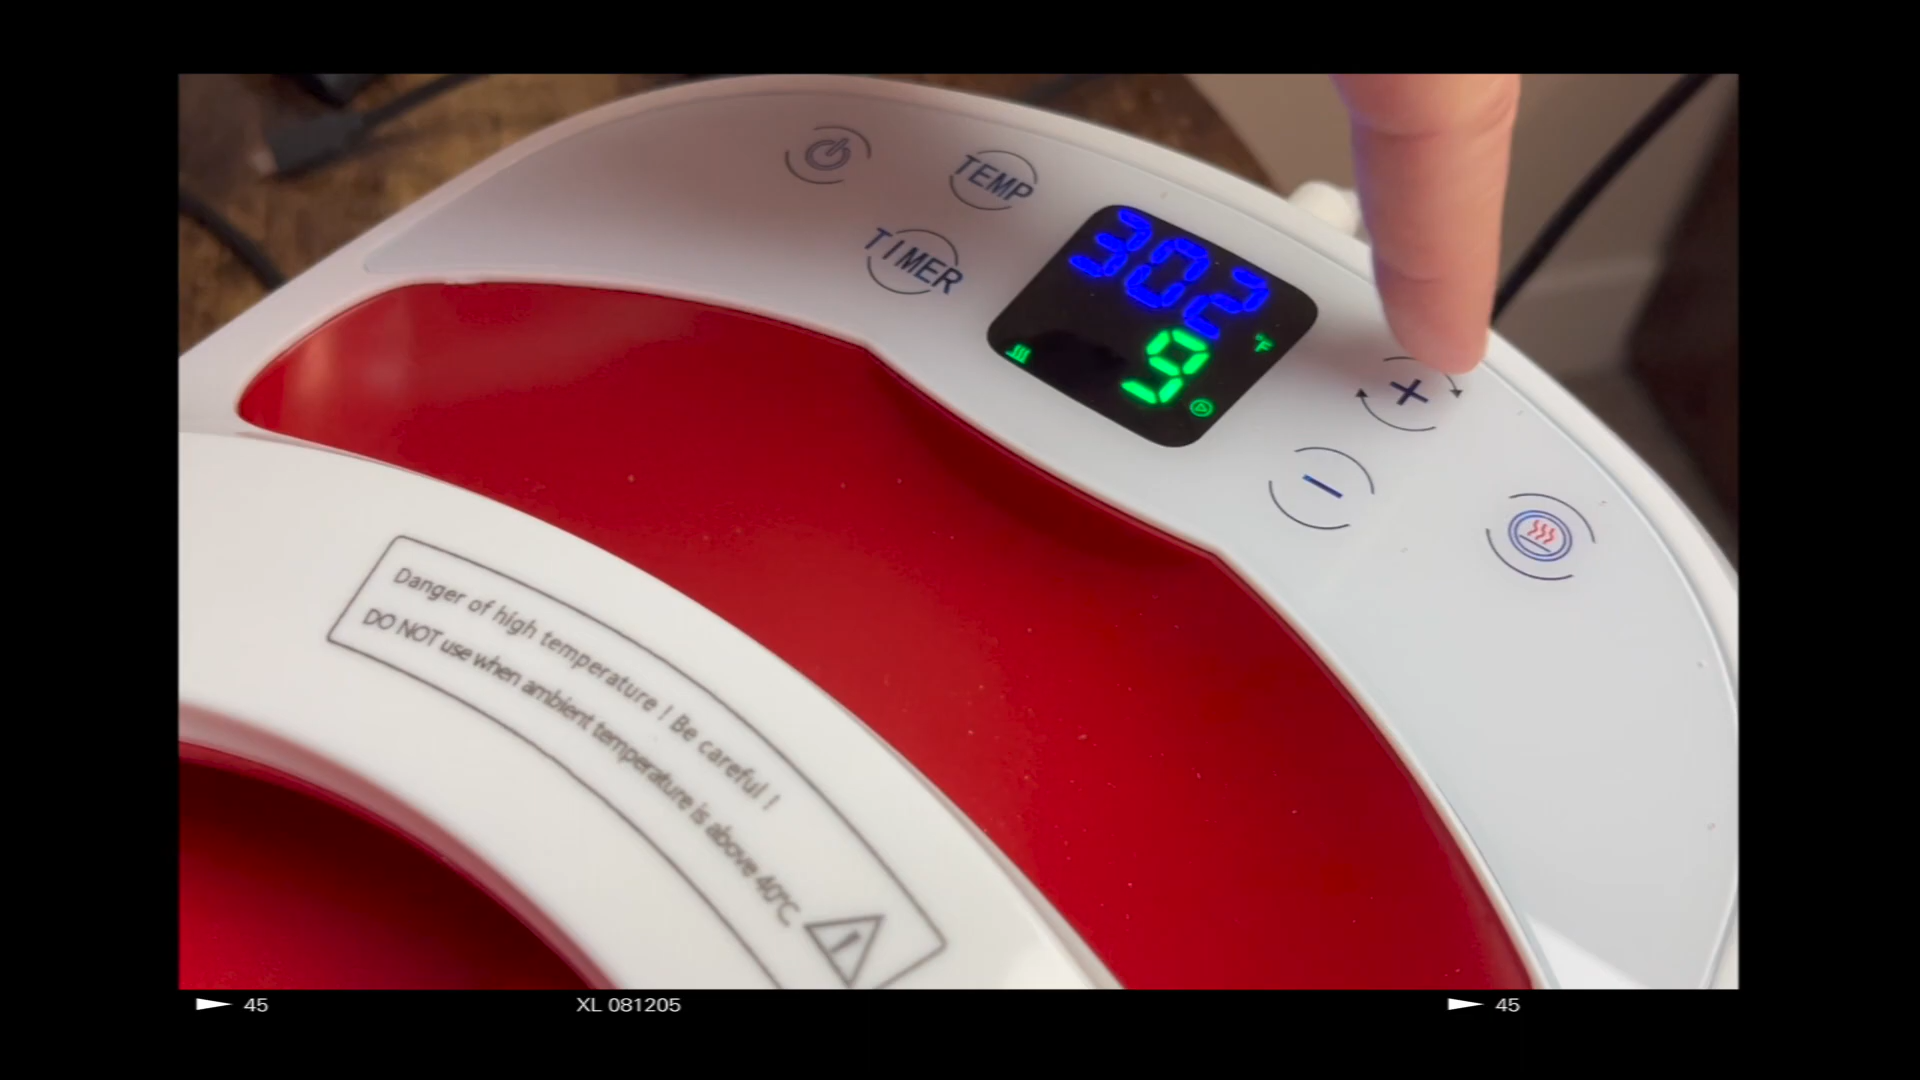 TEMP
TIMER
302
°F
9
Danger of high temperature ! Be careful !
DO NOT use when ambient temperature is above 40°C.
45
XL 081205
45